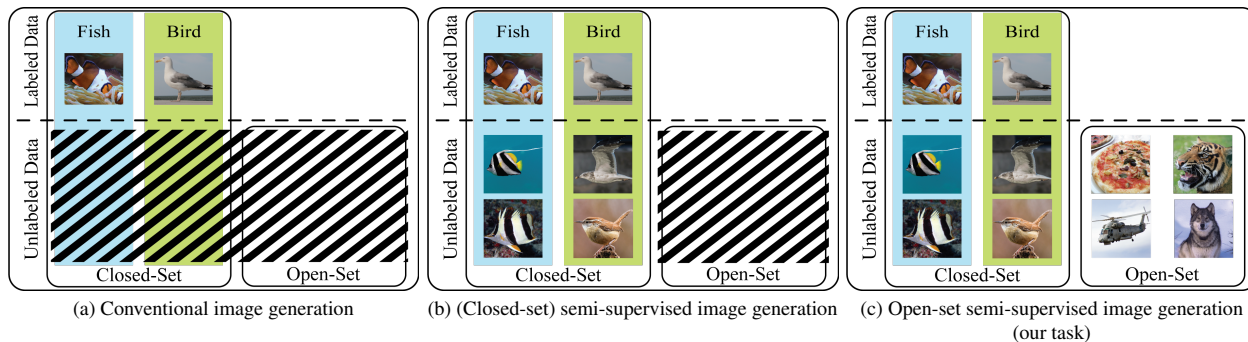 Labeled Data
Fish
Bird
Unlabeled Data
Closed-Set
Open-Set
(a) Conventional image generation
Labeled Data
Fish
Bird
Unlabeled Data
Closed-Set
Open-Set
(b) (Closed-set) semi-supervised image generation
Labeled Data
Fish
Bird
Unlabeled Data
Closed-Set
Open-Set
(c) Open-set semi-supervised image generation
(our task)